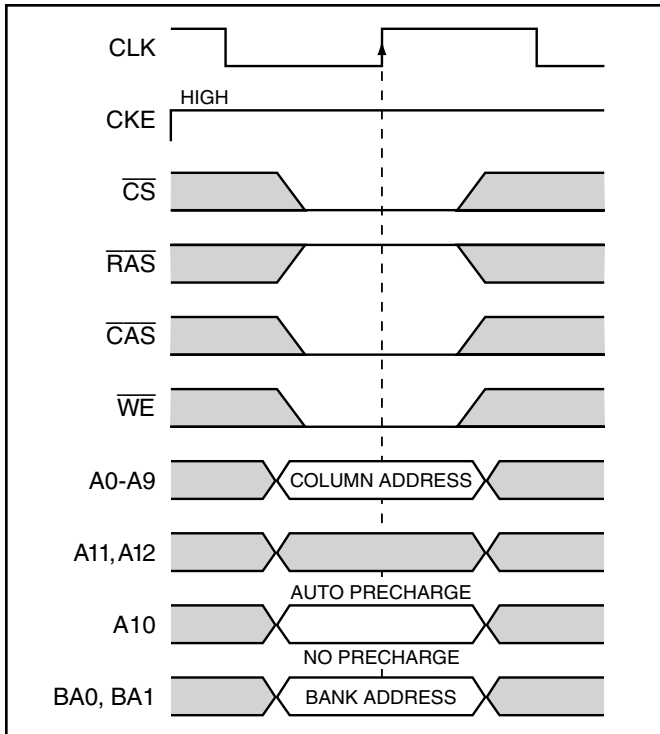 CLK
CKE HIGH
CS
RAS
CAS
WE
A0-A9 COLUMN ADDRESS
A11, A12
AUTO PRECHARGE
A10
NO PRECHARGE
BA0, BA1 BANK ADDRESS